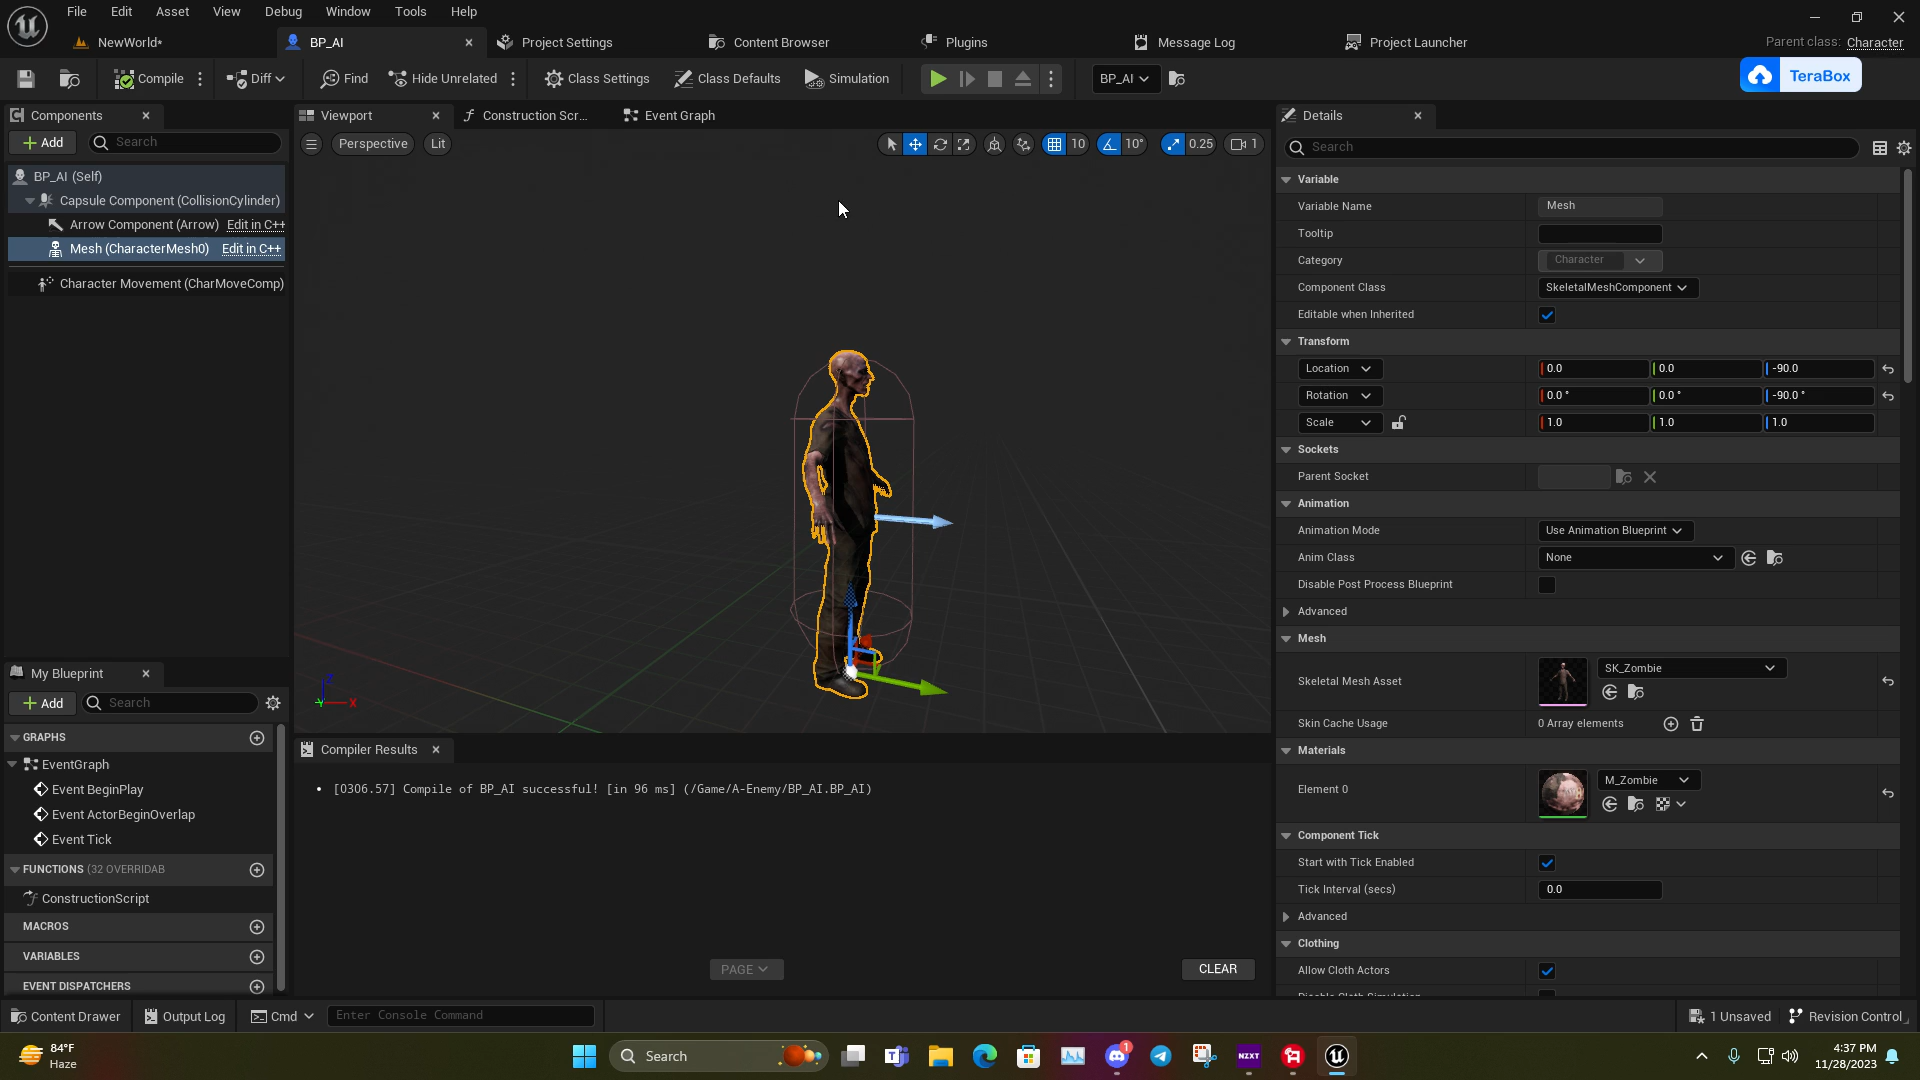 File Edit Asset View Debug Window Tools Help
NewWorld*
BP_AI
Project Settings
Content Browser
Plugins
Message Log
Project Launcher
Parent class: Character
Compile
Diff
Find
Hide Unrelated
Class Settings
Class Defaults
Simulation
BP_AI
TeraBox
Components
Add
Search
BP_AI (Self)
Capsule Component (CollisionCylinder)
Arrow Component (Arrow) Edit in C++
Mesh (CharacterMesh0) Edit in C++
Character Movement (CharMoveComp)
My Blueprint
Add
Search
GRAPHS
EventGraph
Event BeginPlay
Event ActorBeginOverlap
Event Tick
FUNCTIONS (32 OVERRIDAB
ConstructionScript
MACROS
VARIABLES
EVENT DISPATCHERS
Viewport
Construction Scr...
Event Graph
Perspective
Lit
10
10°
0.25
1
Z
Y
X
Compiler Results
[0306.57] Compile of BP_AI successful! [in 96 ms] (/Game/A-Enemy/BP_AI.BP_AI)
PAGE
CLEAR
Details
Search
Variable
Variable Name Mesh
Tooltip
Category Character
Component Class SkeletalMeshComponent
Editable when Inherited
Transform
Location 0.0 0.0 -90.0
Rotation 0.0° 0.0° -90.0°
Scale 1.0 1.0 1.0
Sockets
Parent Socket
Animation
Animation Mode Use Animation Blueprint
Anim Class None
Disable Post Process Blueprint
Advanced
Mesh
Skeletal Mesh Asset SK_Zombie
Skin Cache Usage 0 Array elements
Materials
Element 0 M_Zombie
Component Tick
Start with Tick Enabled
Tick Interval (secs) 0.0
Advanced
Clothing
Allow Cloth Actors
Disable Cloth Simulation
Content Drawer
Output Log
Cmd
Enter Console Command
1 Unsaved
Revision Control
84°F
Haze
Search
1
NZXT
4:37 PM
11/28/2023